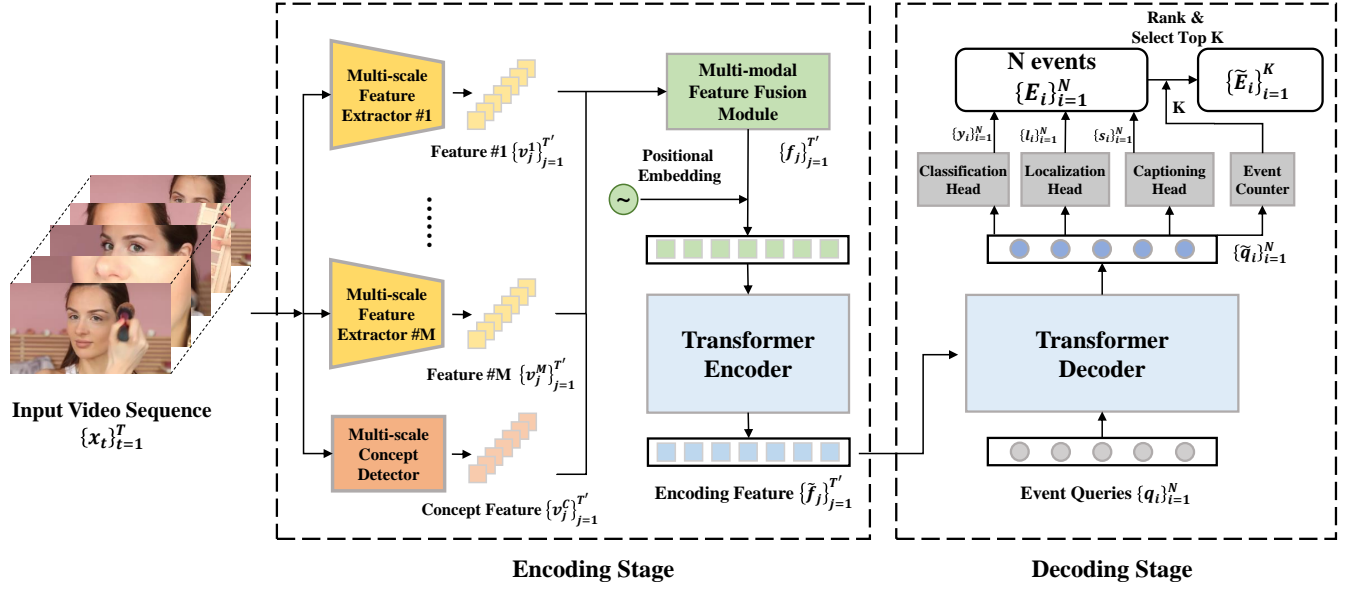 Input Video Sequence
{x_t}_{t=1}^{T}
Multi-scale
Feature
Extractor #1
Feature #1 {v_j^1}_{j=1}^{T'}
Multi-scale
Feature
Extractor #M
Feature #M {v_j^M}_{j=1}^{T'}
Multi-scale
Concept
Detector
Concept Feature {v_j^C}_{j=1}^{T'}
Multi-modal
Feature Fusion
Module
{f_j}_{j=1}^{T'}
Positional
Embedding
~
Transformer
Encoder
Encoding Feature {f̃_j}_{j=1}^{T'}
Encoding Stage
Rank &
Select Top K
N events
{E_i}_{i=1}^{N}
{Ẽ_i}_{i=1}^{K}
K
{y_i}_{i=1}^{N}
{l_i}_{i=1}^{N}
{s_i}_{i=1}^{N}
Classification
Head
Localization
Head
Captioning
Head
Event
Counter
{q̃_i}_{i=1}^{N}
Transformer
Decoder
Event Queries {q_i}_{i=1}^{N}
Decoding Stage